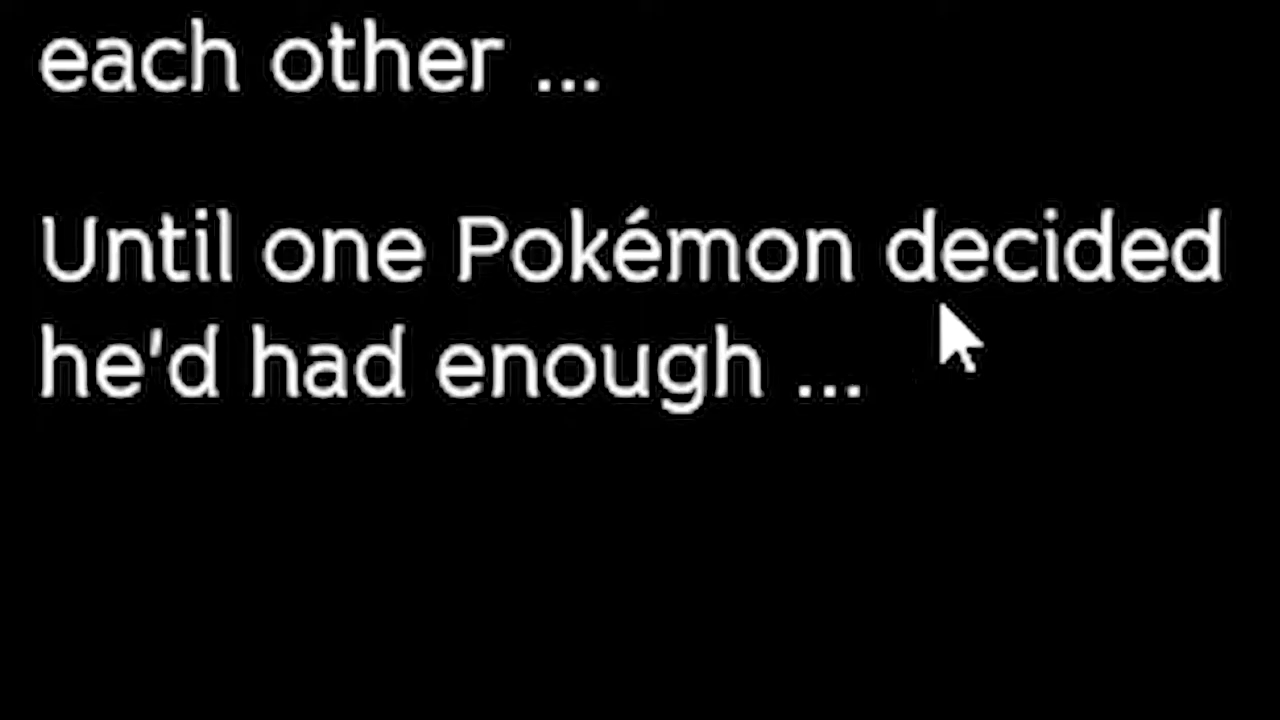 each other ...
Until one Pokémon decided
he'd had enough ...